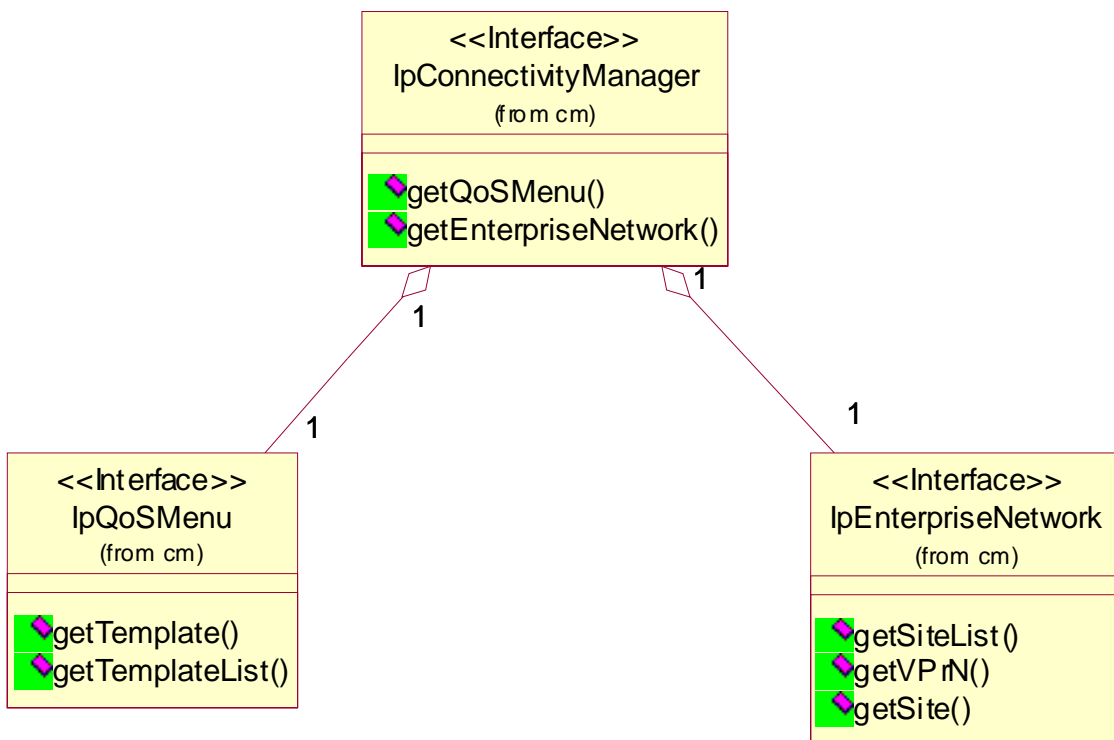 <<Interface>>
IpConnectivityManager
(from cm)
getQoSMenu()
getEnterpriseNetwork()
1
1
1
1
<<Interface>>
IpQoSMenu
(from cm)
getTemplate()
getTemplateList()
<<Interface>>
IpEnterpriseNetwork
(from cm)
getSiteList()
getVPrN()
getSite()